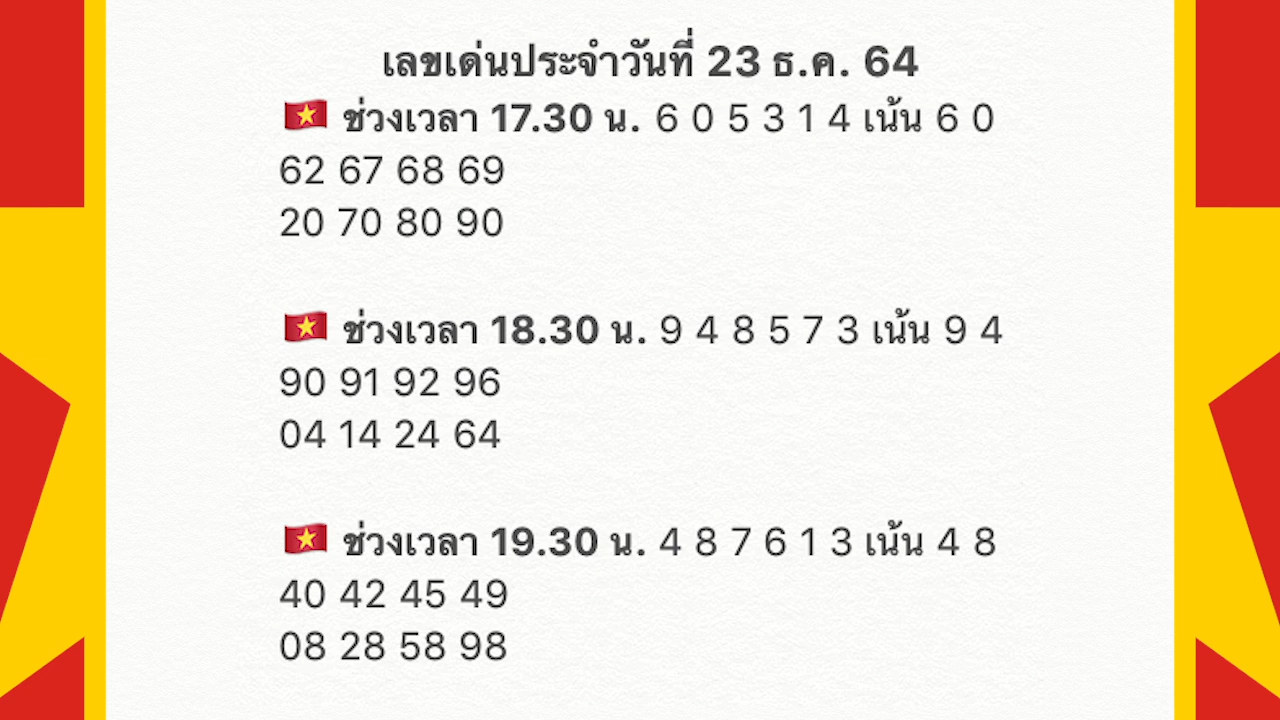 เลขเด่นประจำวันที่ 23 ธ.ค. 64
🇻🇳 ช่วงเวลา 17.30 น. 6 0 5 3 1 4 เน้น 6 0
62 67 68 69
20 70 80 90
🇻🇳 ช่วงเวลา 18.30 น. 9 4 8 5 7 3 เน้น 9 4
90 91 92 96
04 14 24 64
🇻🇳 ช่วงเวลา 19.30 น. 4 8 7 6 1 3 เน้น 4 8
40 42 45 49
08 28 58 98